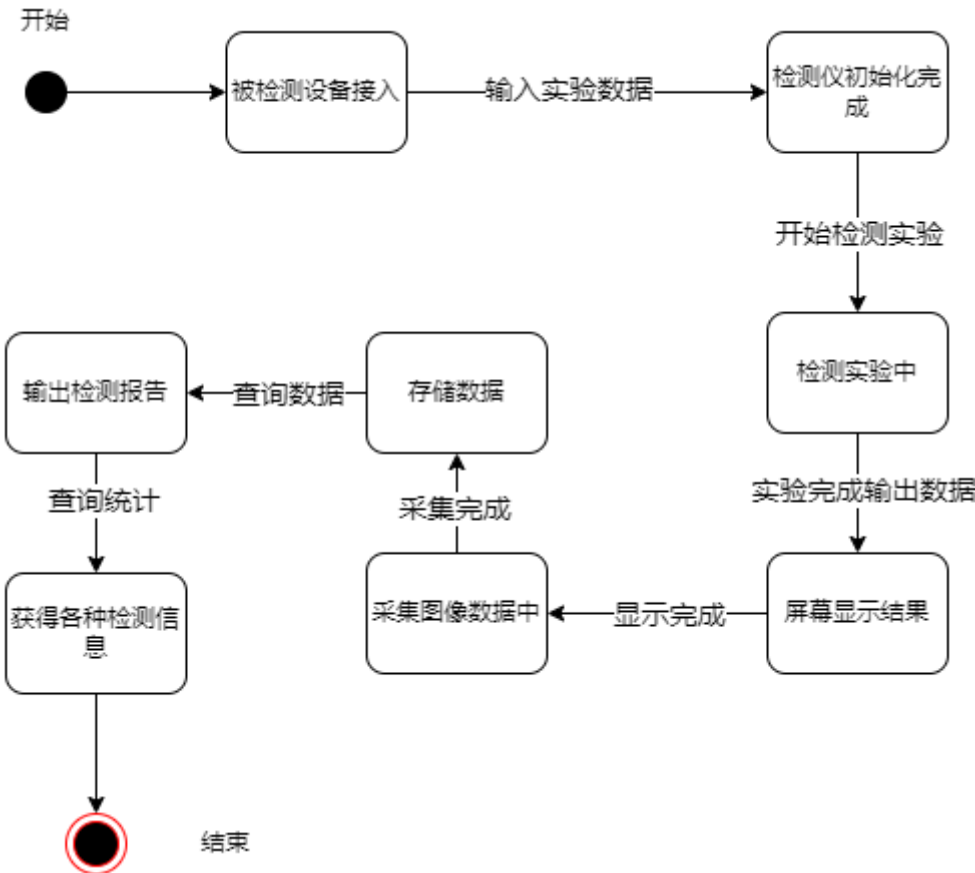 开始
被检测设备接入
输入实验数据
检测仪初始化完
成
开始检测实验
检测实验中
实验完成输出数据
屏幕显示结果
显示完成
采集图像数据中
采集完成
存储数据
查询数据
输出检测报告
查询统计
获得各种检测信
息
结束